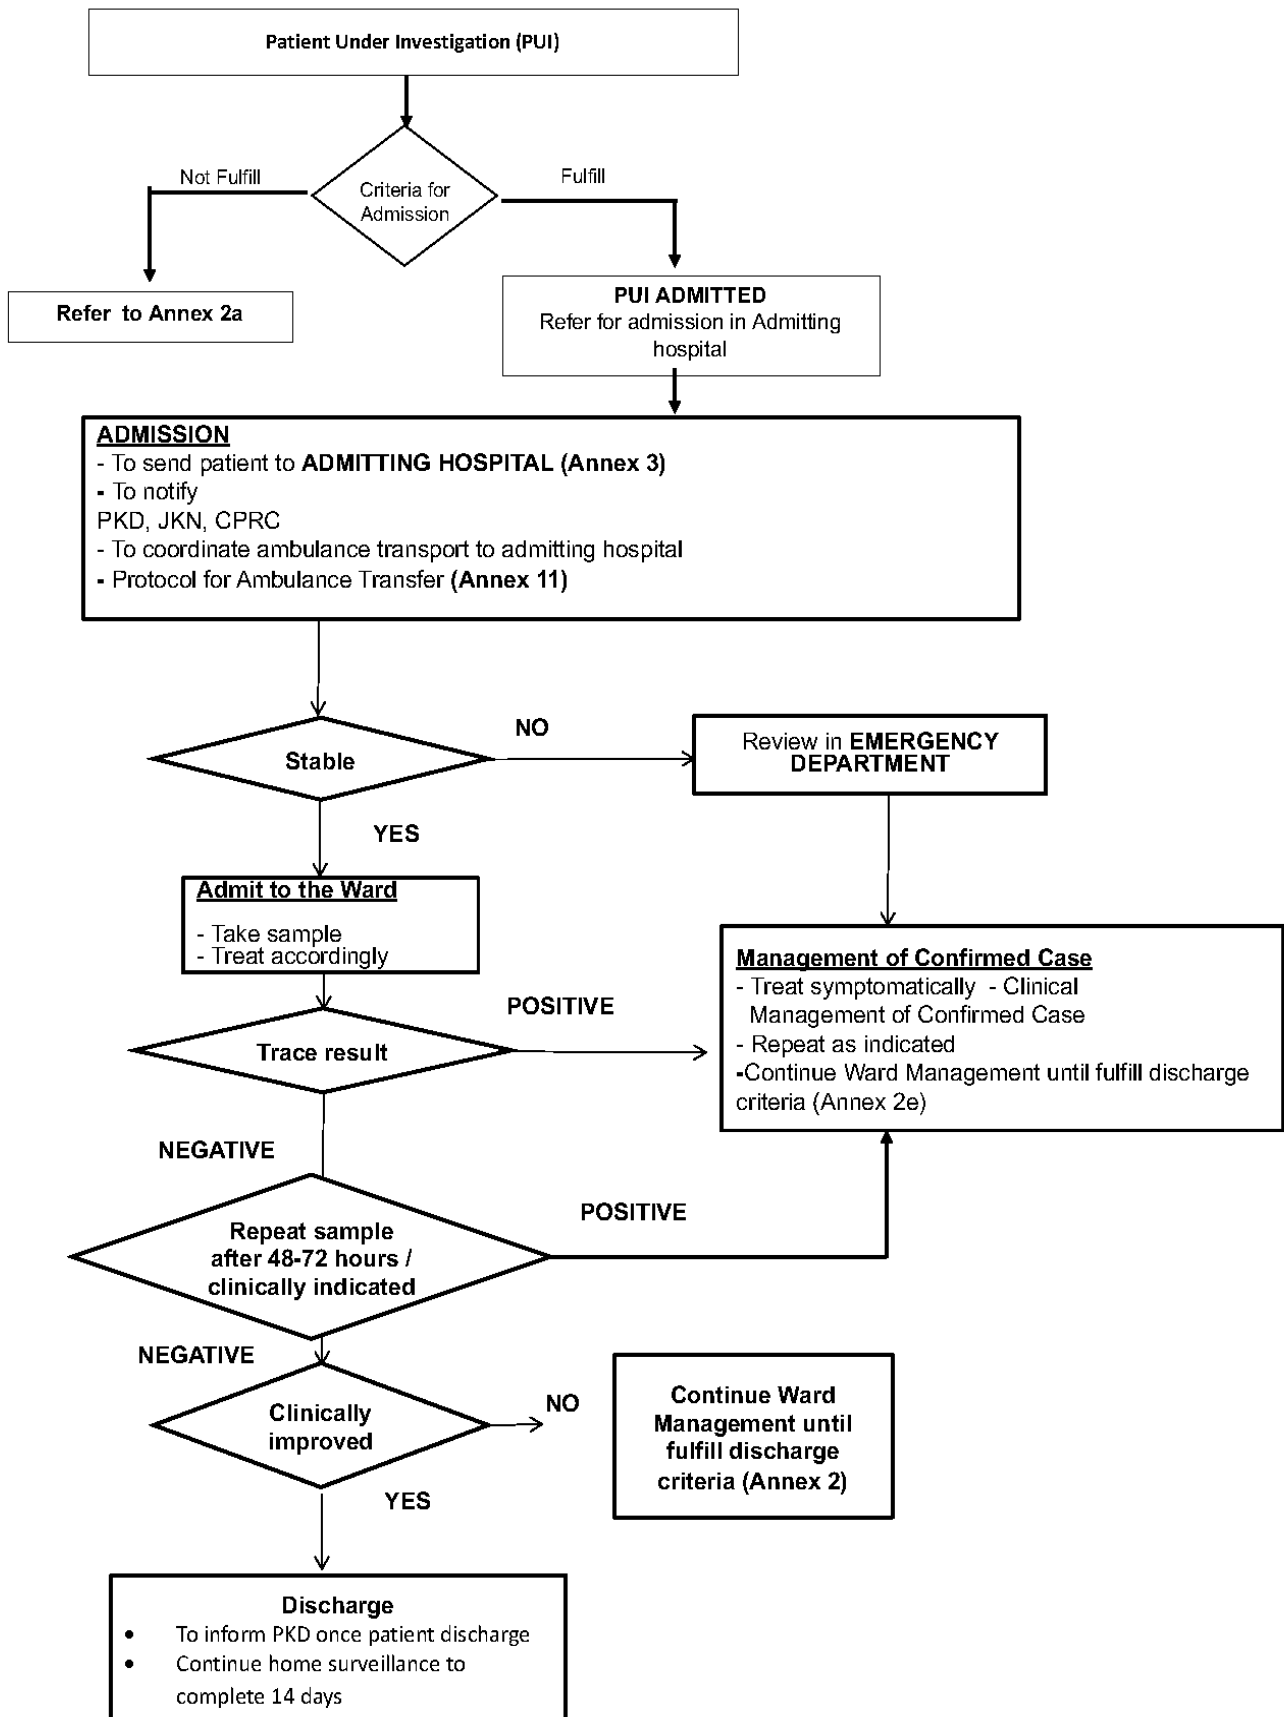 Patient Under Investigation (PUI)
Not Fulfill
Fulfill
Criteria for
Admission
Refer to Annex 2a
PUI ADMITTED
Refer for admission in Admitting
hospital
ADMISSION
- To send patient to ADMITTING HOSPITAL (Annex 3)
- To notify
PKD, JKN, CPRC
- To coordinate ambulance transport to admitting hospital
- Protocol for Ambulance Transfer (Annex 11)
Stable
NO
Review in EMERGENCY
DEPARTMENT
YES
Admit to the Ward
- Take sample
- Treat accordingly
Management of Confirmed Case
- Treat symptomatically - Clinical
Management of Confirmed Case
- Repeat as indicated
-Continue Ward Management until fulfill discharge
criteria (Annex 2e)
POSITIVE
Trace result
NEGATIVE
Repeat sample
after 48-72 hours /
clinically indicated
POSITIVE
NEGATIVE
Clinically
improved
NO
Continue Ward
Management until
fulfill discharge
criteria (Annex 2)
YES
Discharge
• To inform PKD once patient discharge
• Continue home surveillance to
complete 14 days